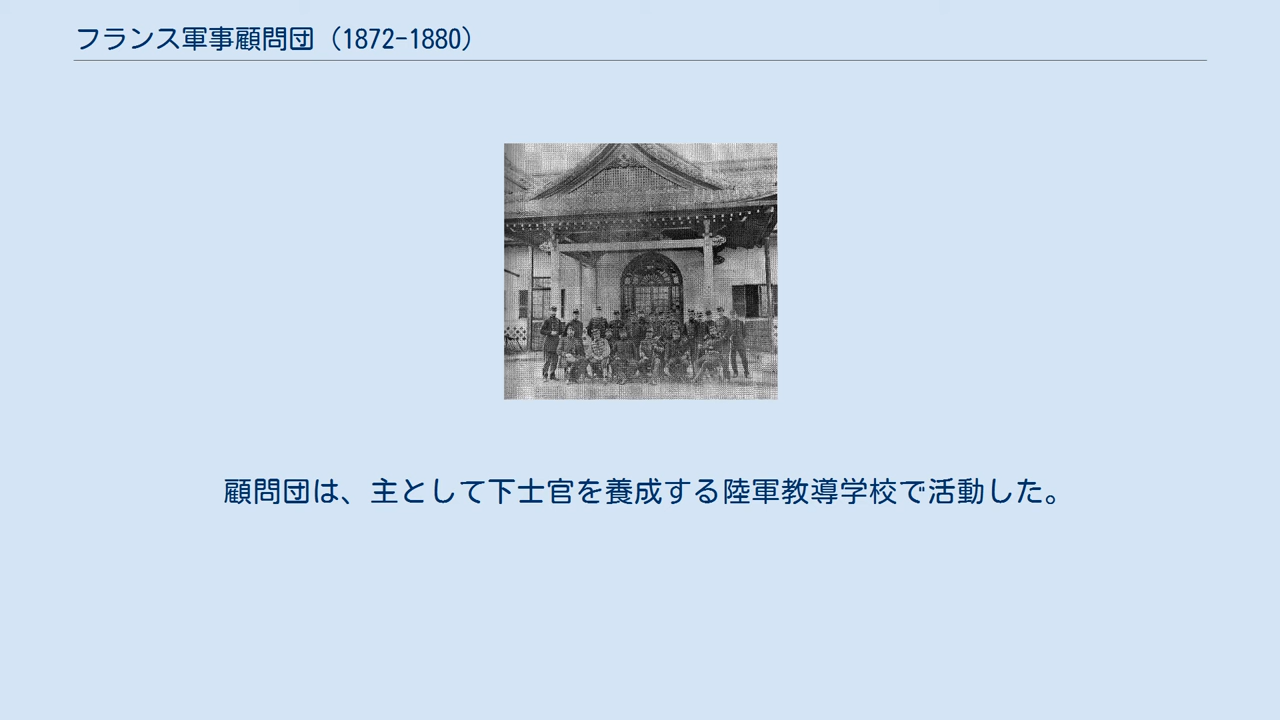 フランス軍事顧問団（1872-1880）
顧問団は、主として下士官を養成する陸軍教導学校で活動した。